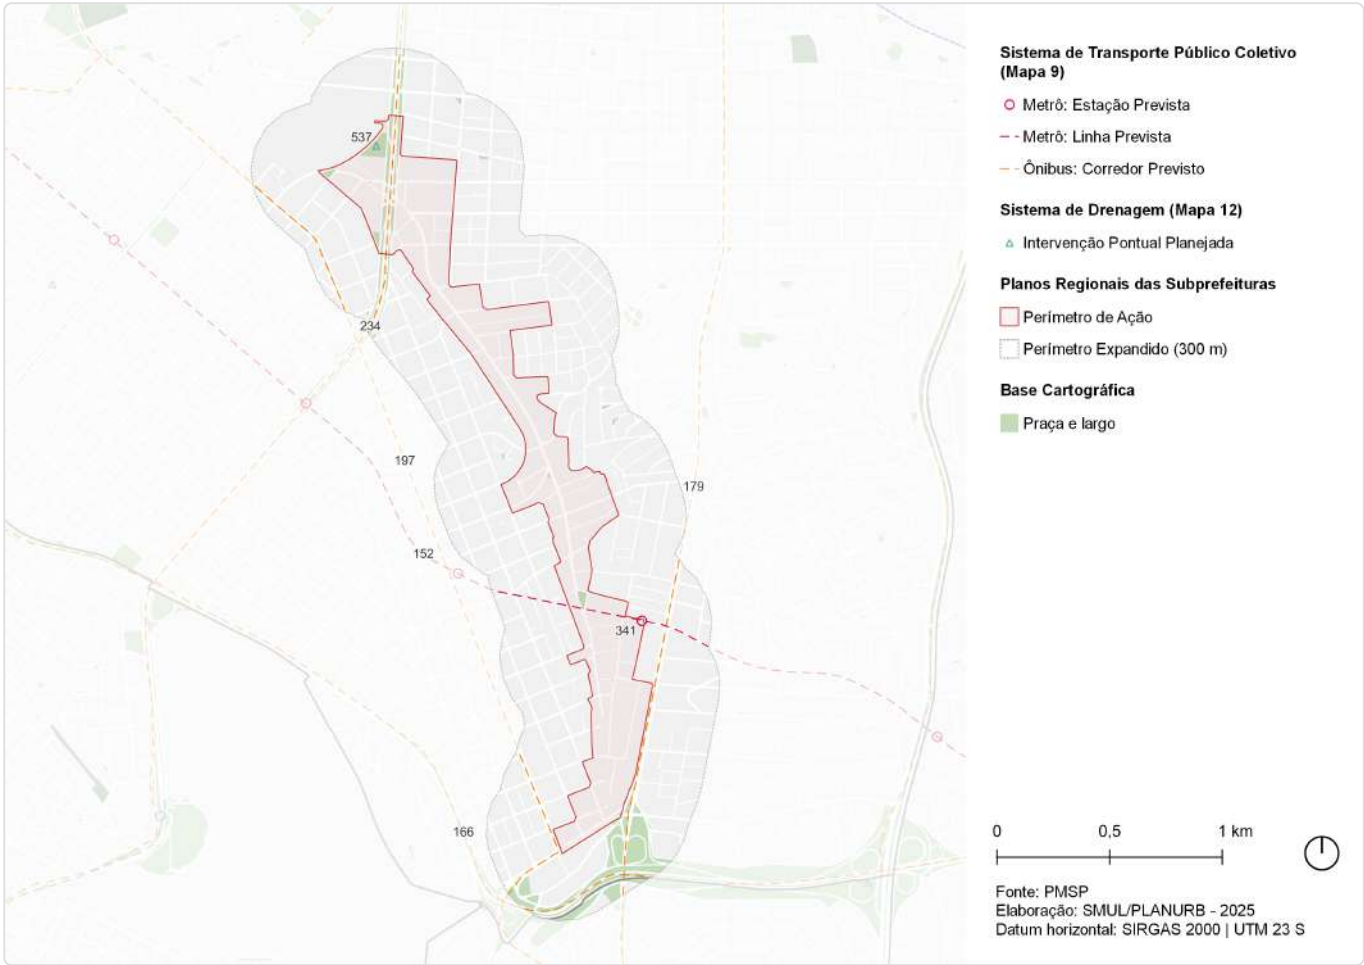 Sistema de Transporte Público Coletivo
(Mapa 9)
Metrô: Estação Prevista
Metrô: Linha Prevista
Ônibus: Corredor Previsto
Sistema de Drenagem (Mapa 12)
Intervenção Pontual Planejada
Planos Regionais das Subprefeituras
Perímetro de Ação
Perímetro Expandido (300 m)
Base Cartográfica
Praça e largo
537
234
197
179
152
341
166
0 0,5 1 km
Fonte: PMSP
Elaboração: SMUL/PLANURB - 2025
Datum horizontal: SIRGAS 2000 | UTM 23 S